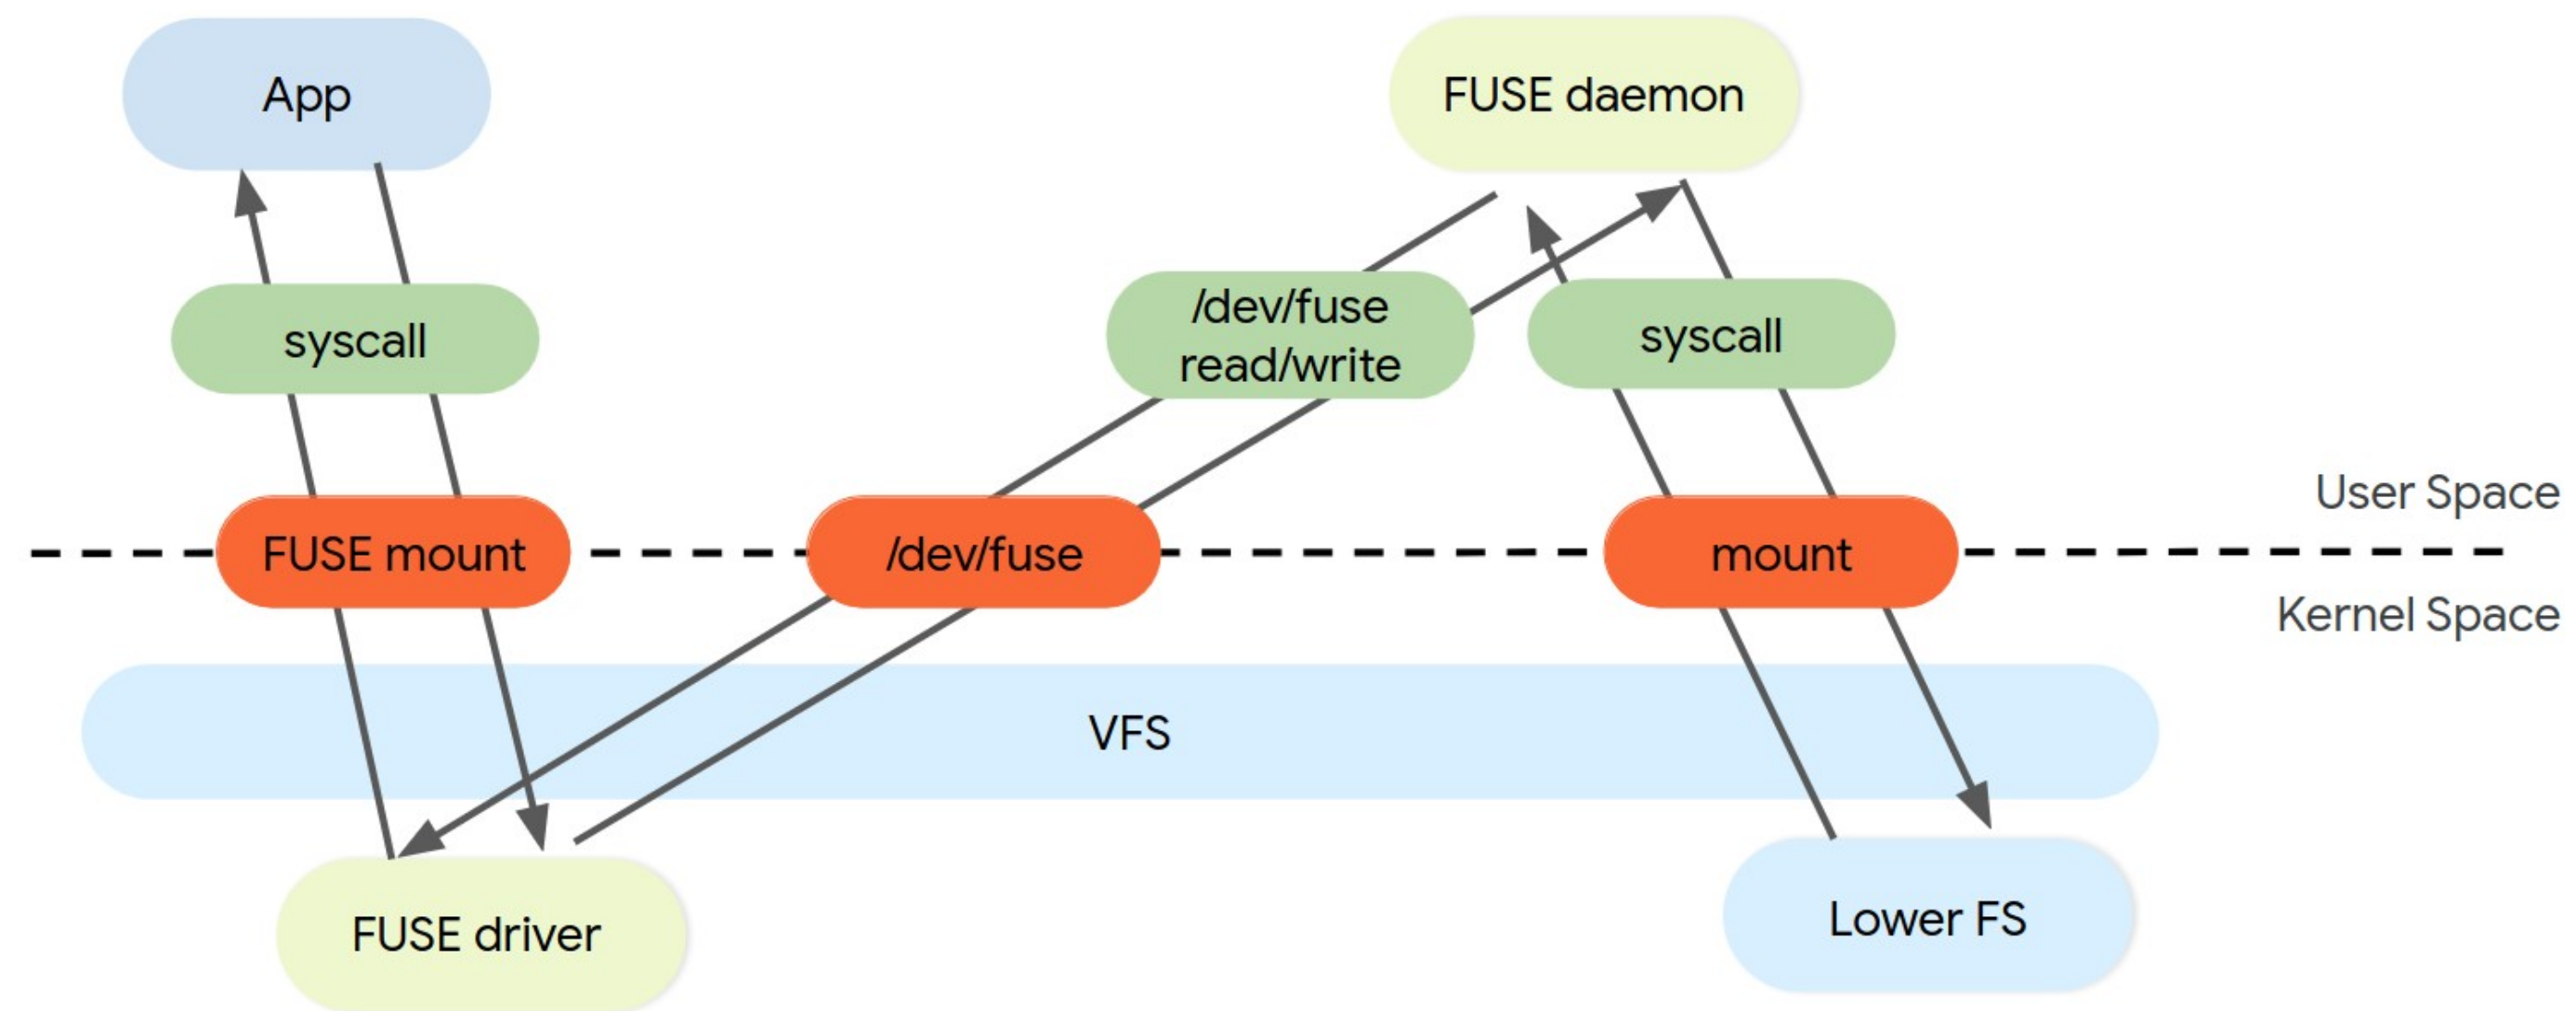 App
FUSE daemon
syscall
/dev/fuse
read/write
syscall
User Space
FUSE mount
/dev/fuse
mount
Kernel Space
VFS
FUSE driver
Lower FS